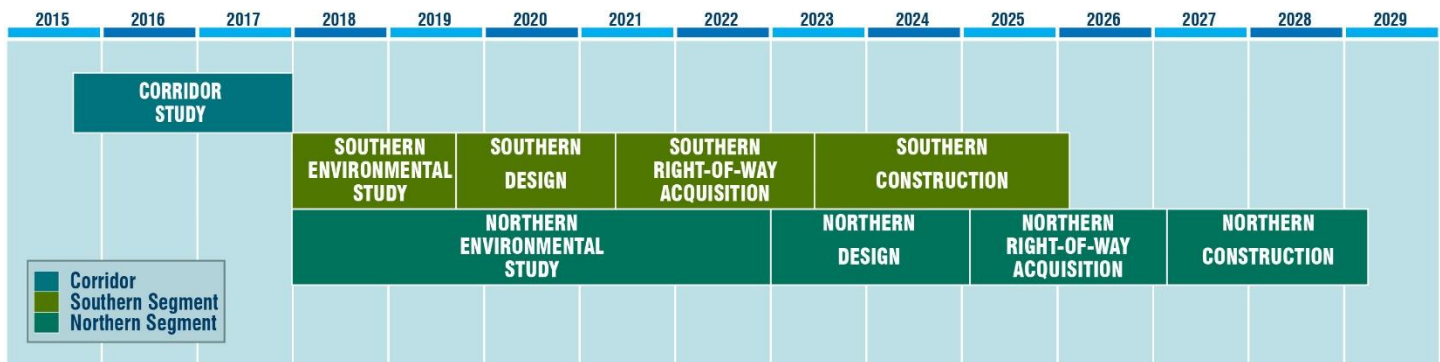 2015 2016 2017 2018 2019 2020 2021 2022 2023 2024 2025 2026 2027 2028 2029
CORRIDOR
STUDY
SOUTHERN
ENVIRONMENTAL
STUDY
SOUTHERN
DESIGN
SOUTHERN
RIGHT-OF-WAY
ACQUISITION
SOUTHERN
CONSTRUCTION
NORTHERN
ENVIRONMENTAL
STUDY
NORTHERN
DESIGN
NORTHERN
RIGHT-OF-WAY
ACQUISITION
NORTHERN
CONSTRUCTION
Corridor
Southern Segment
Northern Segment